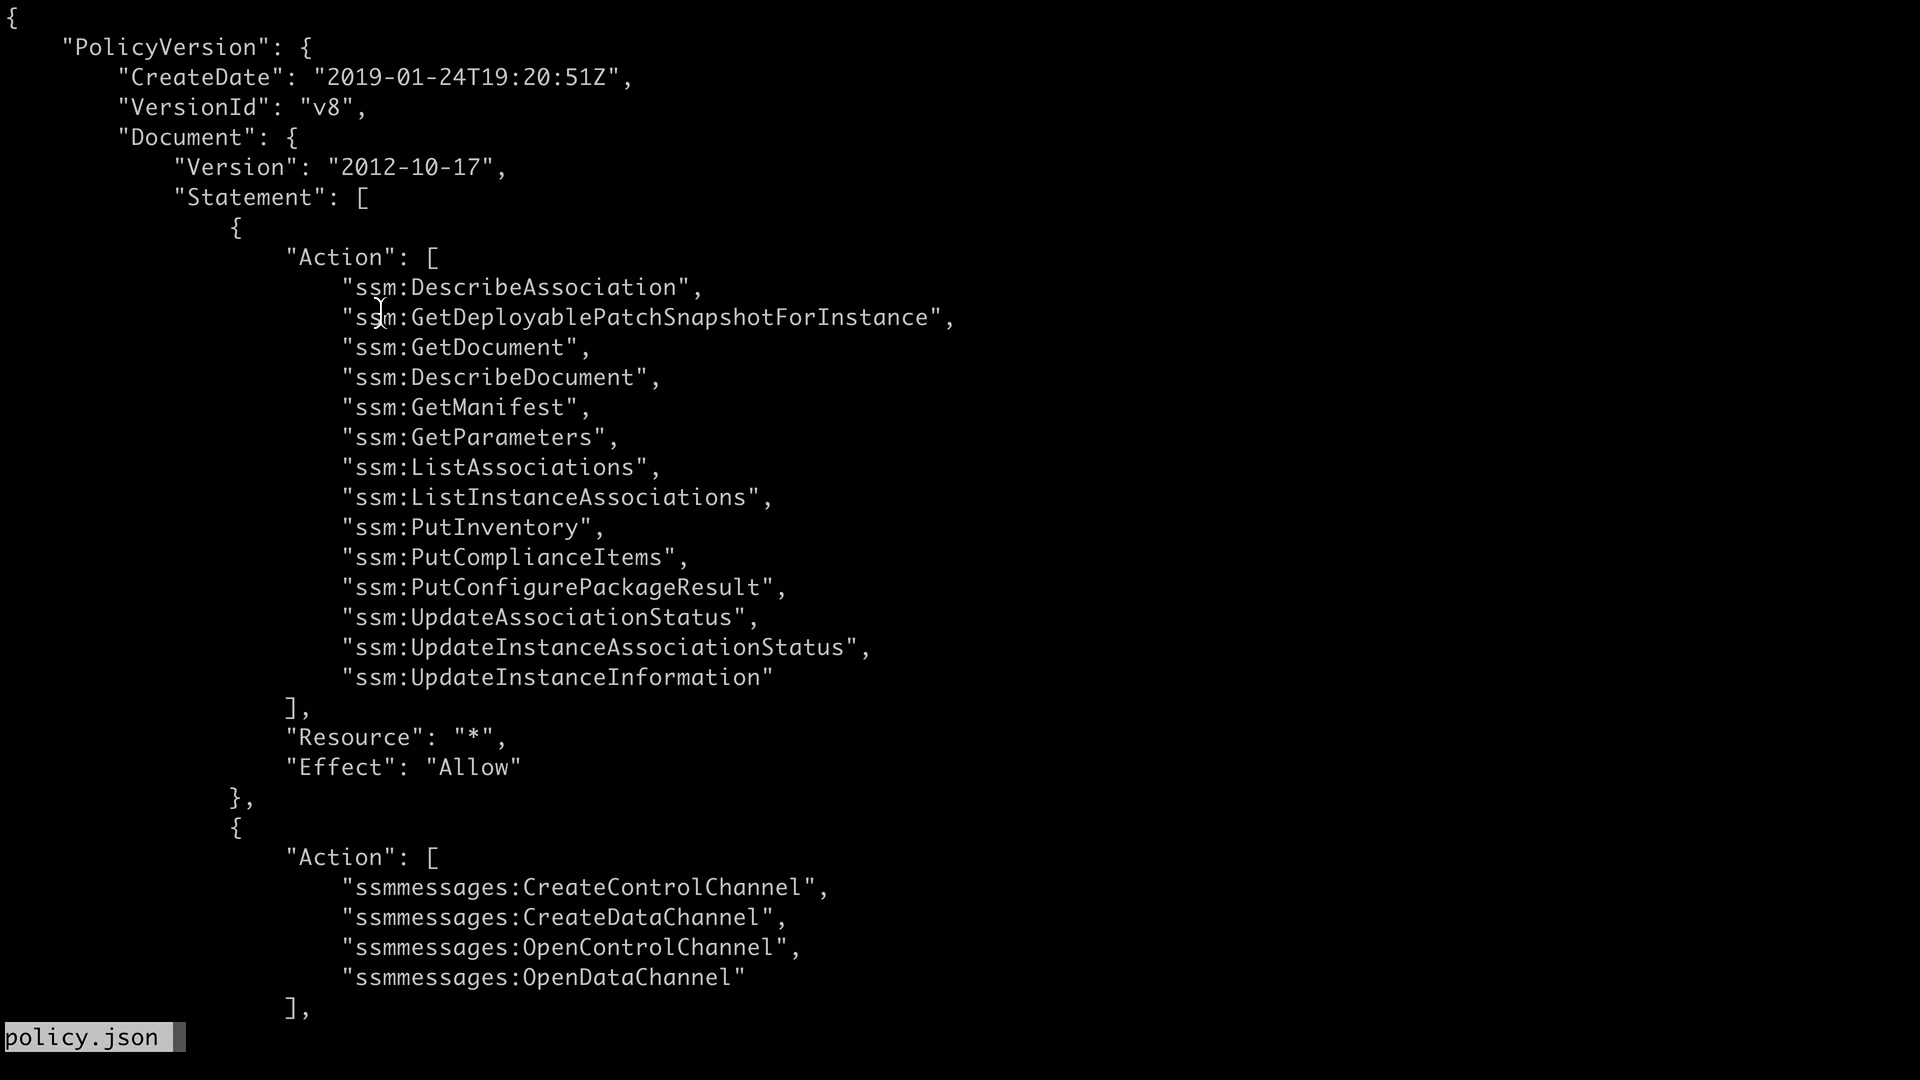 {
    "PolicyVersion": {
        "CreateDate": "2019-01-24T19:20:51Z",
        "VersionId": "v8",
        "Document": {
            "Version": "2012-10-17",
            "Statement": [
                {
                    "Action": [
                        "ssm:DescribeAssociation",
                        "ssm:GetDeployablePatchSnapshotForInstance",
                        "ssm:GetDocument",
                        "ssm:DescribeDocument",
                        "ssm:GetManifest",
                        "ssm:GetParameters",
                        "ssm:ListAssociations",
                        "ssm:ListInstanceAssociations",
                        "ssm:PutInventory",
                        "ssm:PutComplianceItems",
                        "ssm:PutConfigurePackageResult",
                        "ssm:UpdateAssociationStatus",
                        "ssm:UpdateInstanceAssociationStatus",
                        "ssm:UpdateInstanceInformation"
                    ],
                    "Resource": "*",
                    "Effect": "Allow"
                },
                {
                    "Action": [
                        "ssmmessages:CreateControlChannel",
                        "ssmmessages:CreateDataChannel",
                        "ssmmessages:OpenControlChannel",
                        "ssmmessages:OpenDataChannel"
                    ],
policy.json